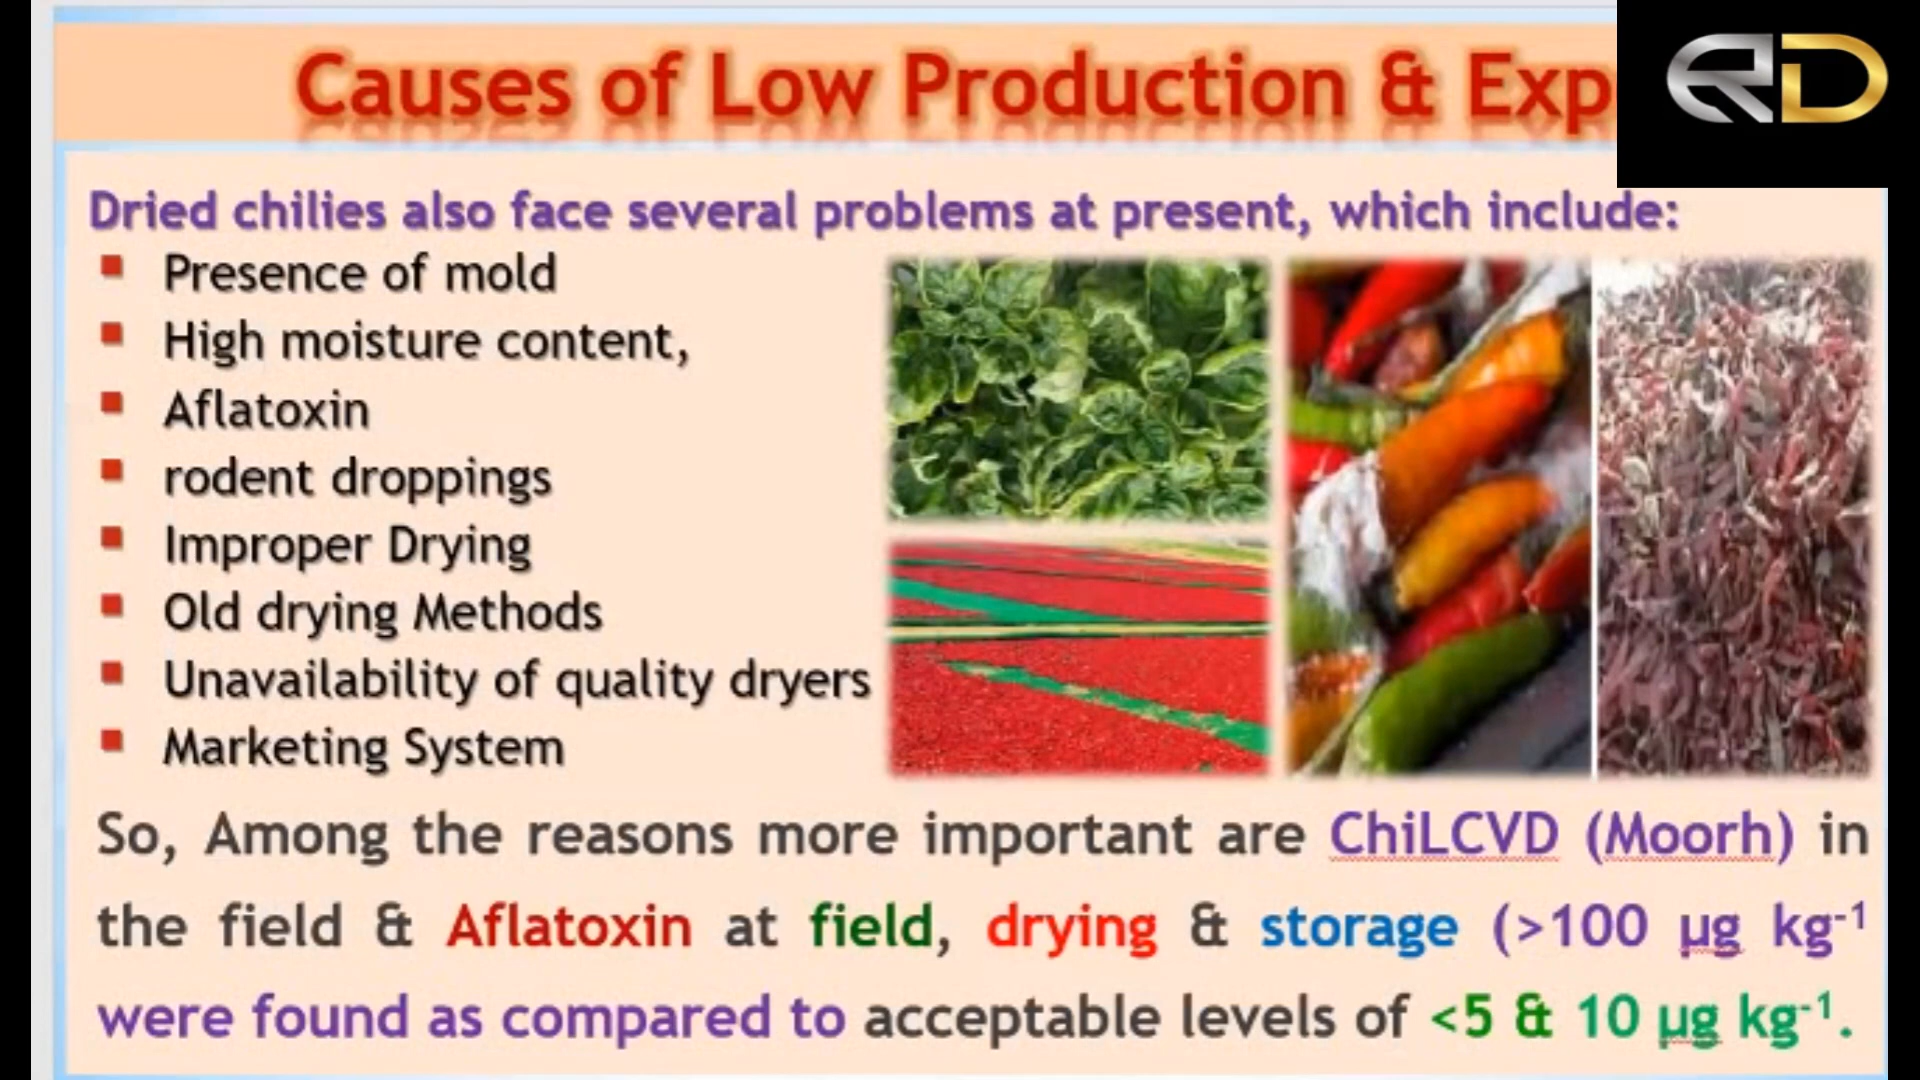 Causes of Low Production & Exp
RD
Dried chilies also face several problems at present, which include:
▪ Presence of mold
▪ High moisture content,
▪ Aflatoxin
▪ rodent droppings
▪ Improper Drying
▪ Old drying Methods
▪ Unavailability of quality dryers
▪ Marketing System
So, Among the reasons more important are ChiLCVD (Moorh) in
the field & Aflatoxin at field, drying & storage (>100 µg kg⁻¹
were found as compared to acceptable levels of <5 & 10 µg kg⁻¹.